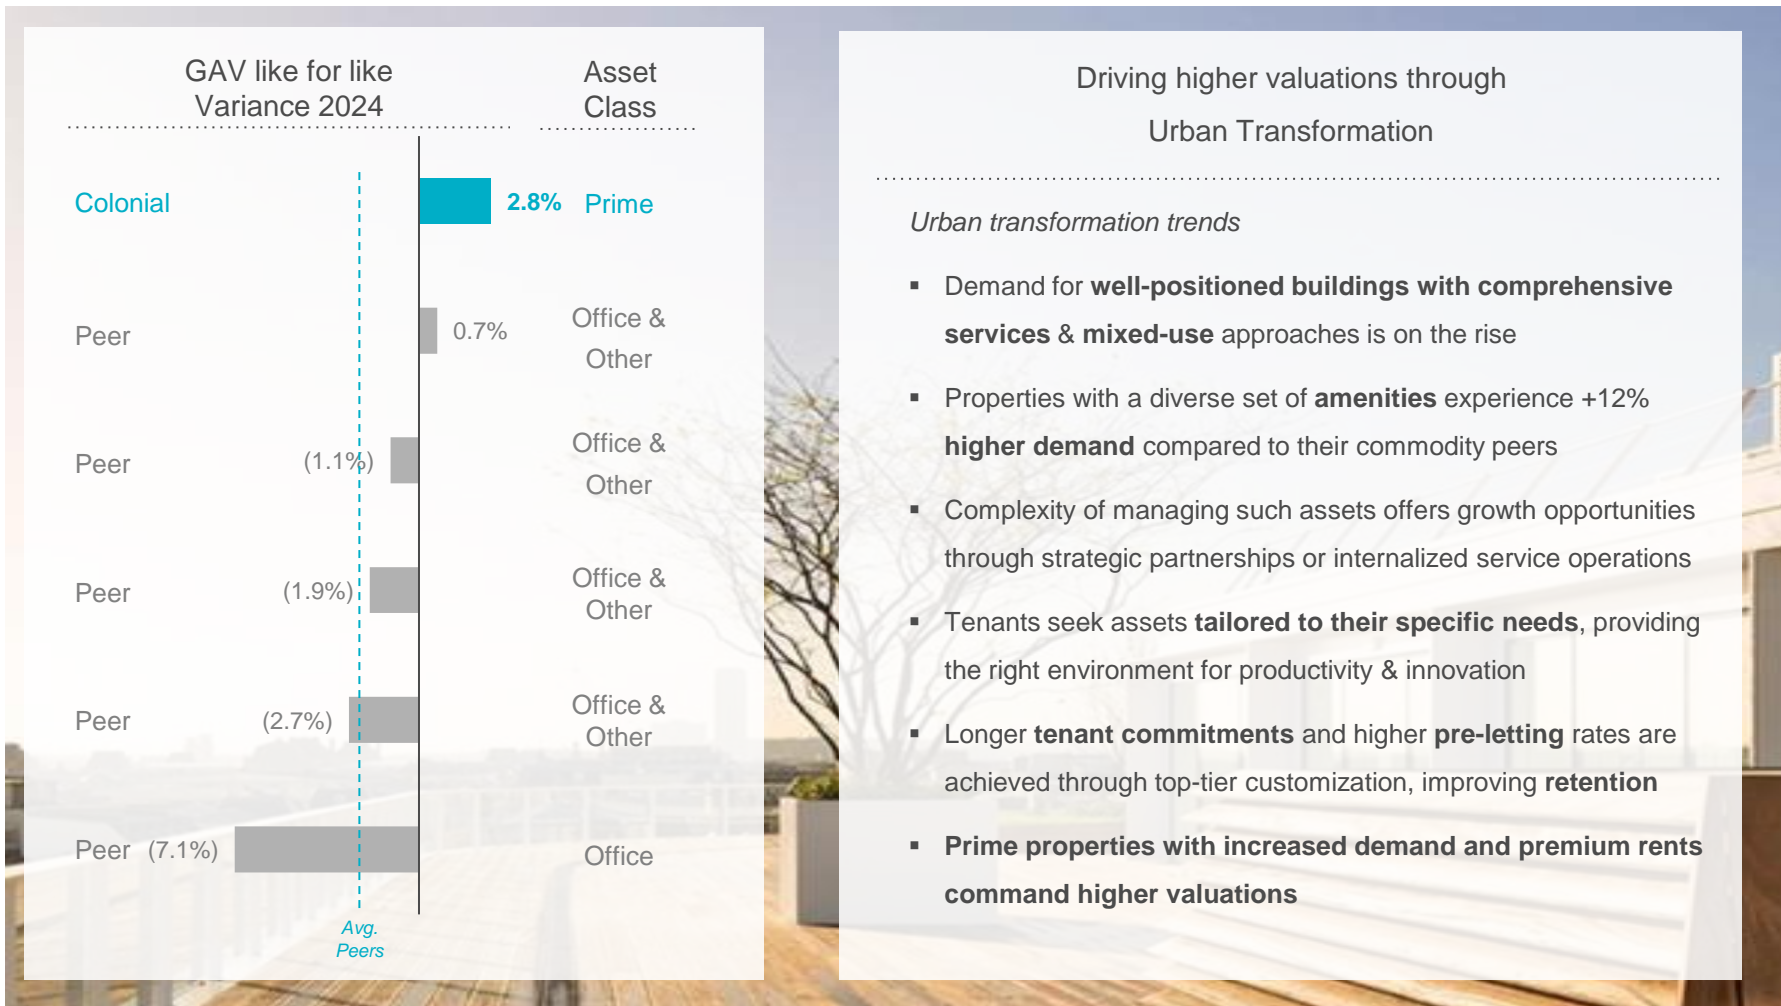 GAV like for like
Variance 2024
Asset
Class
Colonial
2.8%
Prime
Peer
0.7%
Office &
Other
Peer
(1.1%)
Office &
Other
Peer
(1.9%)
Office &
Other
Peer
(2.7%)
Office &
Other
Peer
(7.1%)
Office
Avg.
Peers
Driving higher valuations through
Urban Transformation
Urban transformation trends
▪ Demand for well-positioned buildings with comprehensive
services & mixed-use approaches is on the rise
▪ Properties with a diverse set of amenities experience +12%
higher demand compared to their commodity peers
▪ Complexity of managing such assets offers growth opportunities
through strategic partnerships or internalized service operations
▪ Tenants seek assets tailored to their specific needs, providing
the right environment for productivity & innovation
▪ Longer tenant commitments and higher pre-letting rates are
achieved through top-tier customization, improving retention
▪ Prime properties with increased demand and premium rents
command higher valuations